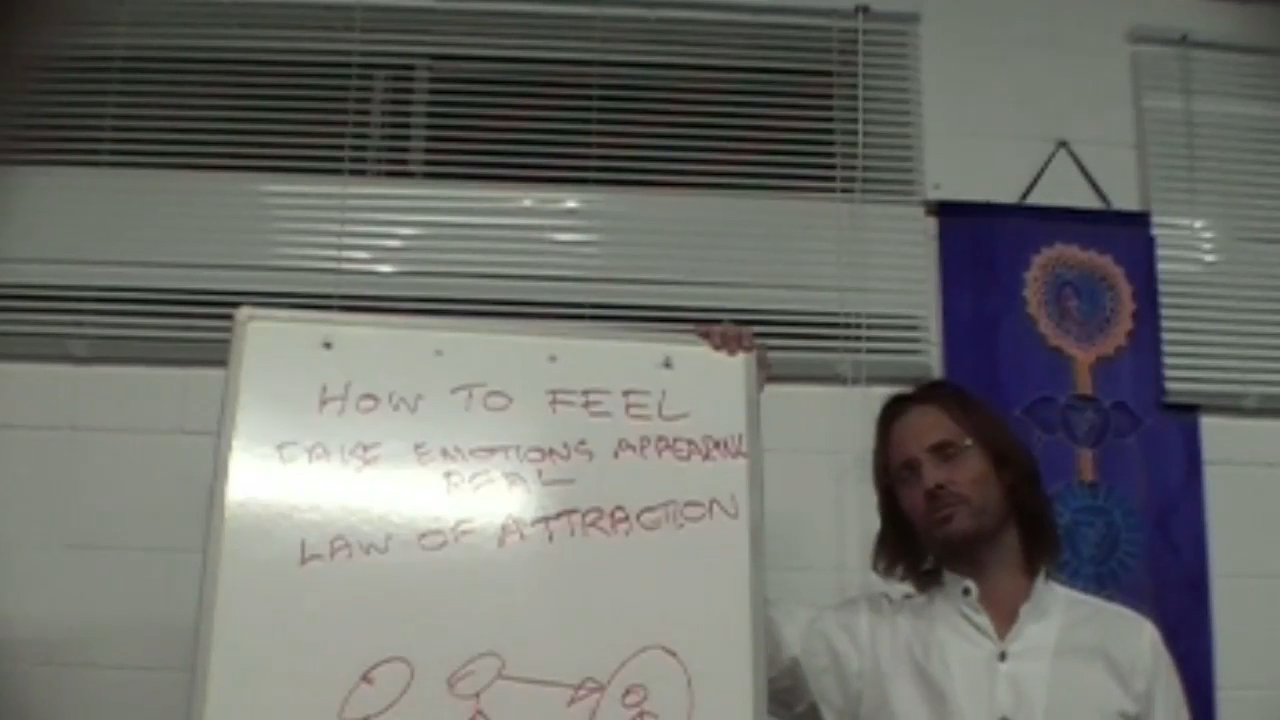 HOW TO FEEL
FALSE EMOTIONS APPEARING
REAL
LAW OF ATTRACTION